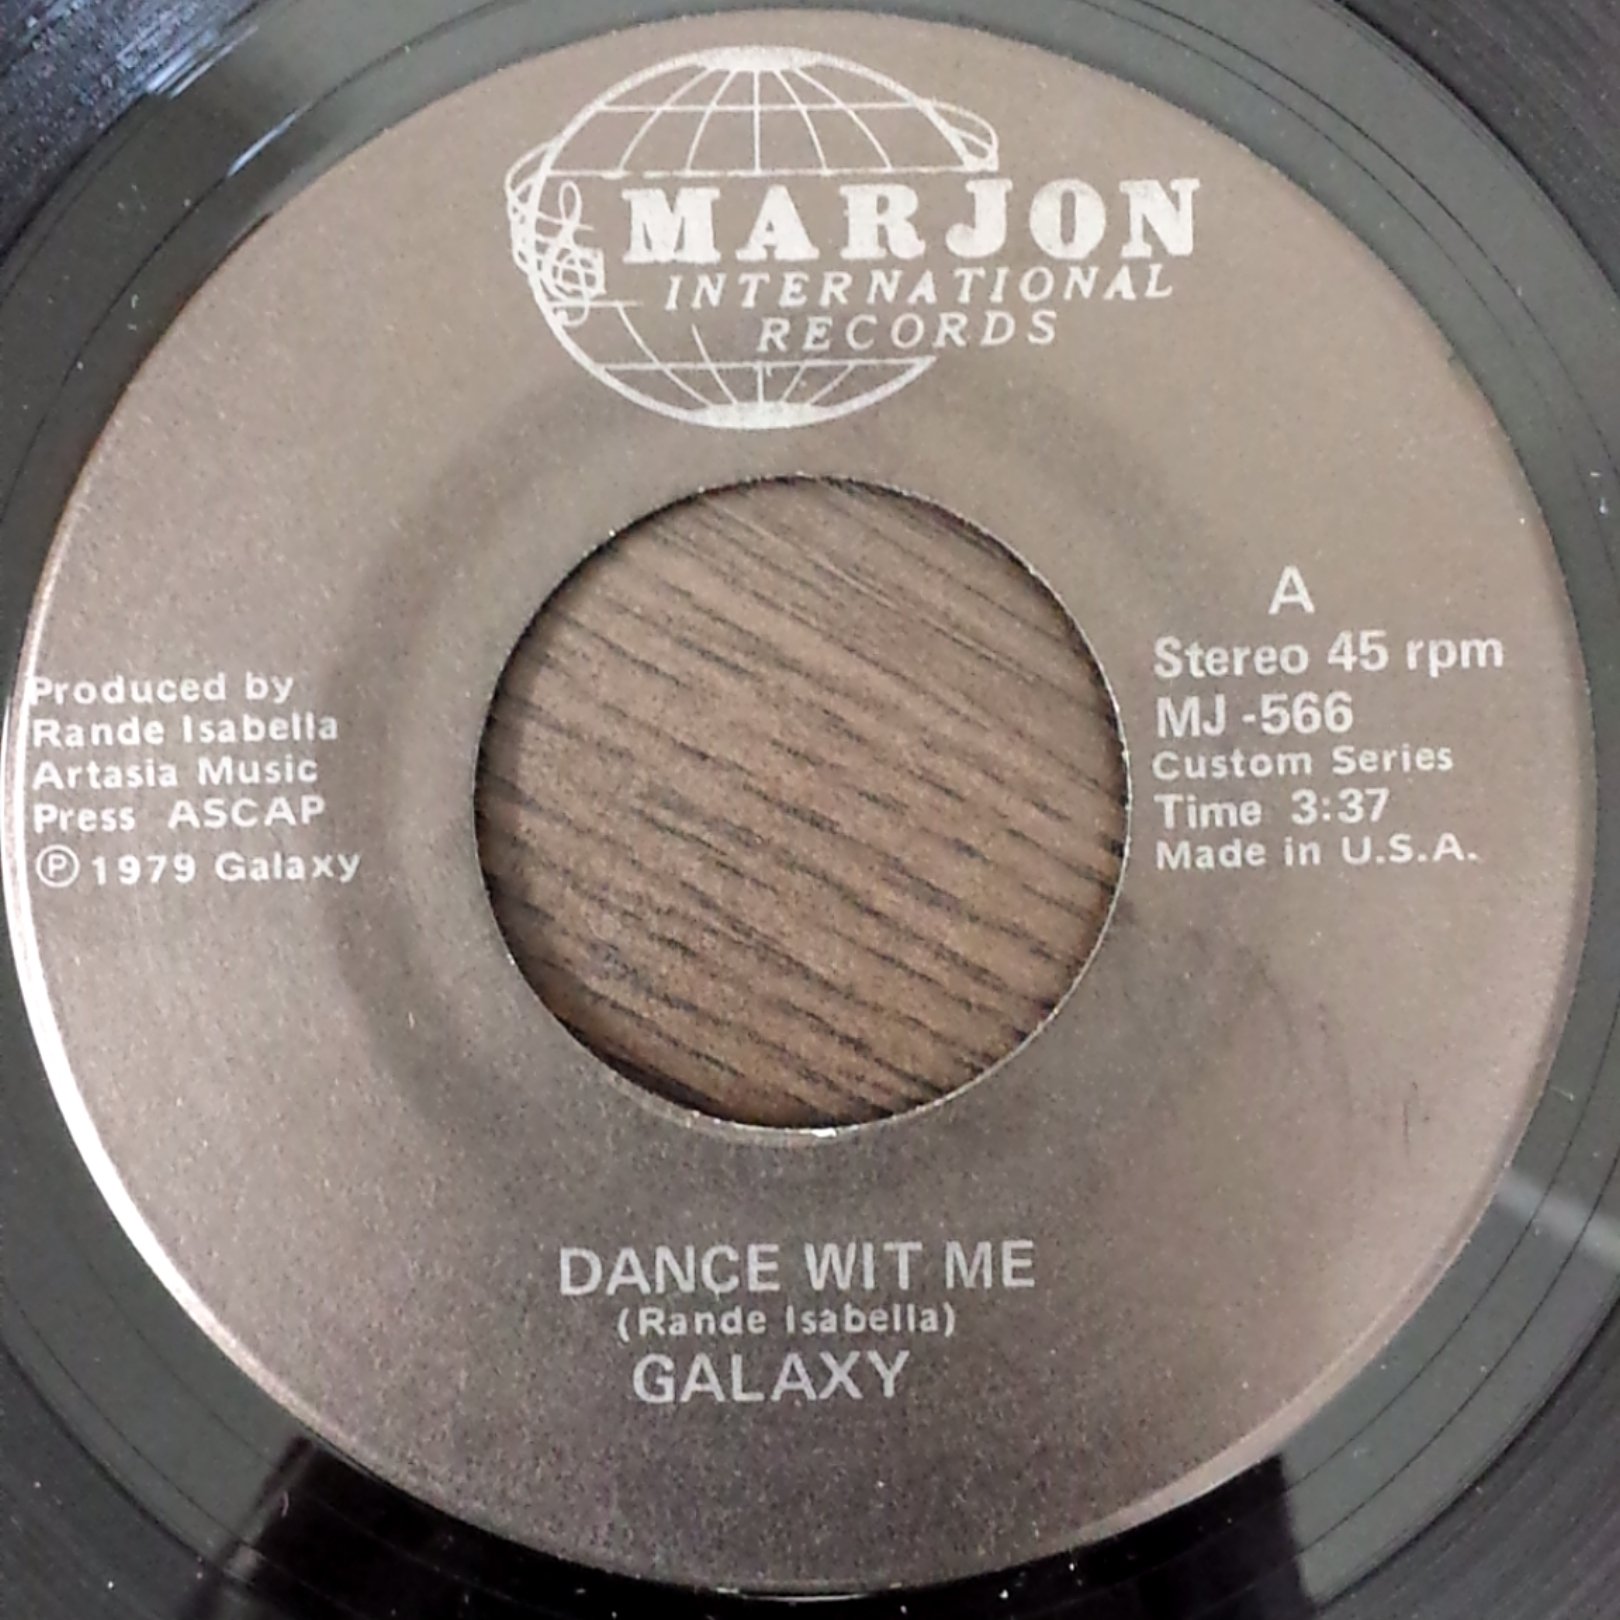 MARJON
INTERNATIONAL
RECORDS
A
Stereo 45 rpm
MJ -566
Custom Series
Time 3:37
Made in U.S.A.
Produced by
Rande Isabella
Artasia Music
Press ASCAP
℗ 1979 Galaxy
DANCE WIT ME
(Rande Isabella)
GALAXY